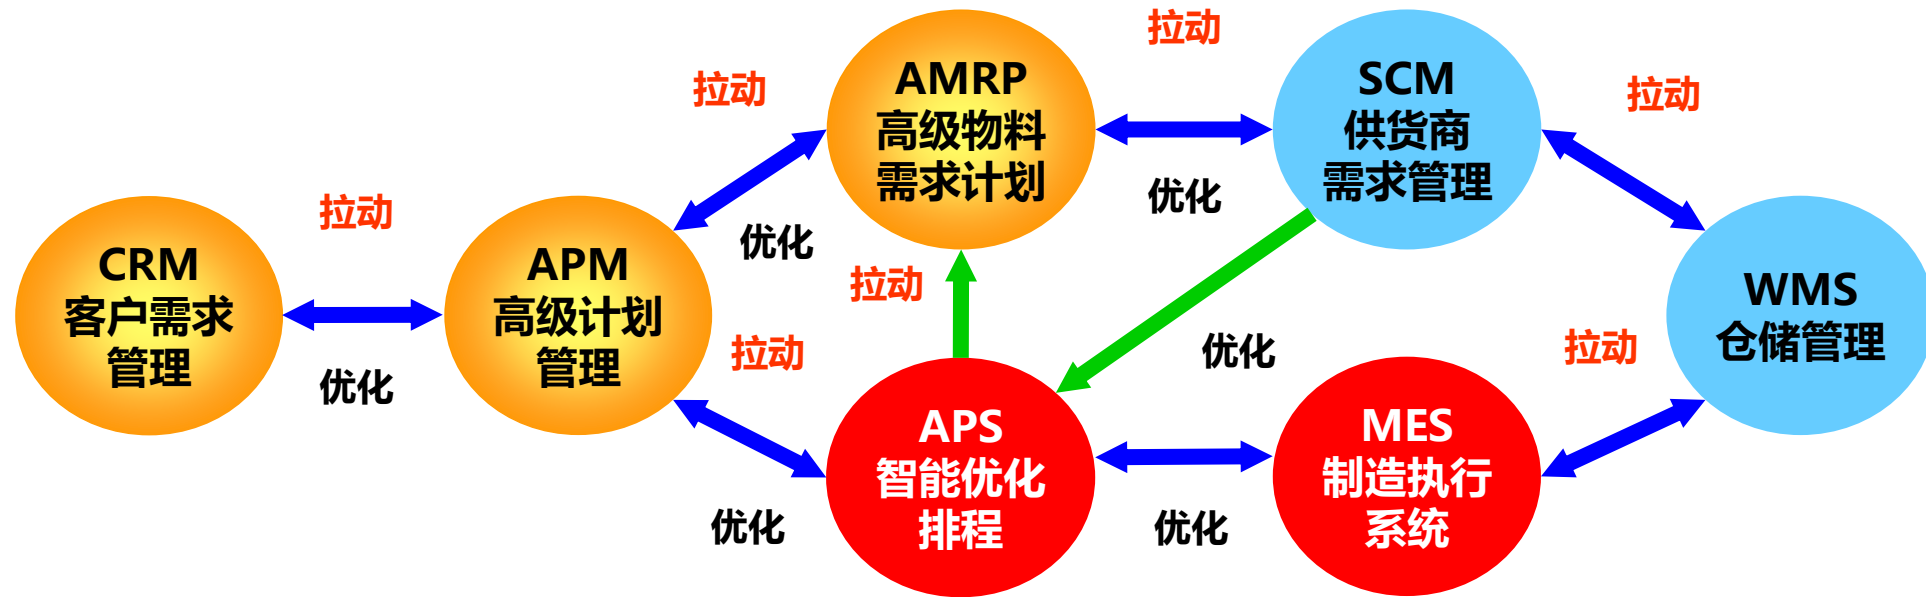 CRM
客户需求
管理
拉动
优化
APM
高级计划
管理
拉动
优化
拉动
优化
AMRP
高级物料
需求计划
拉动
APS
智能优化
排程
拉动
优化
优化
优化
SCM
供货商
需求管理
MES
制造执行
系统
拉动
拉动
WMS
仓储管理